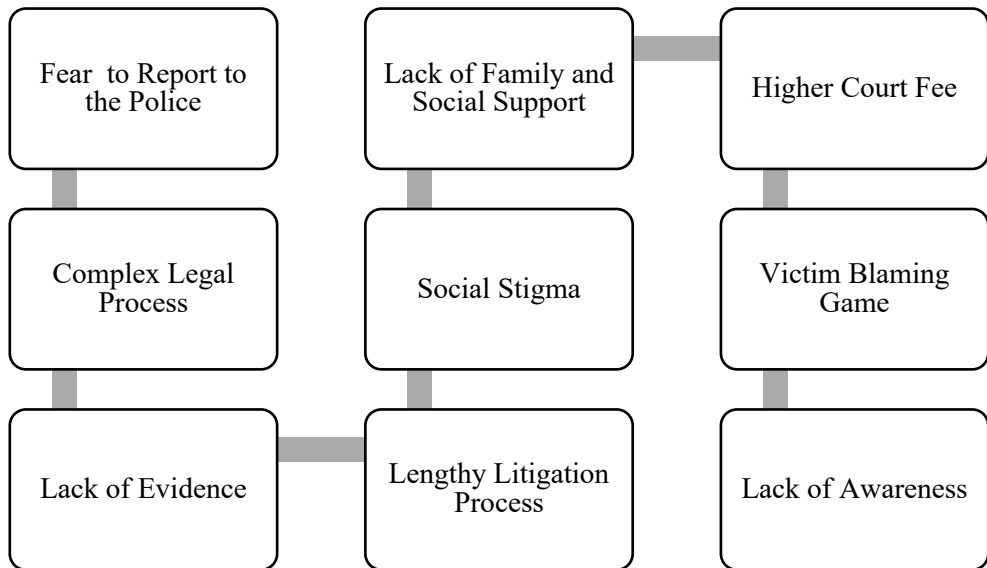 Fear to Report to
the Police
Complex Legal
Process
Lack of Evidence
Lengthy Litigation
Process
Social Stigma
Lack of Family and
Social Support
Higher Court Fee
Victim Blaming
Game
Lack of Awareness